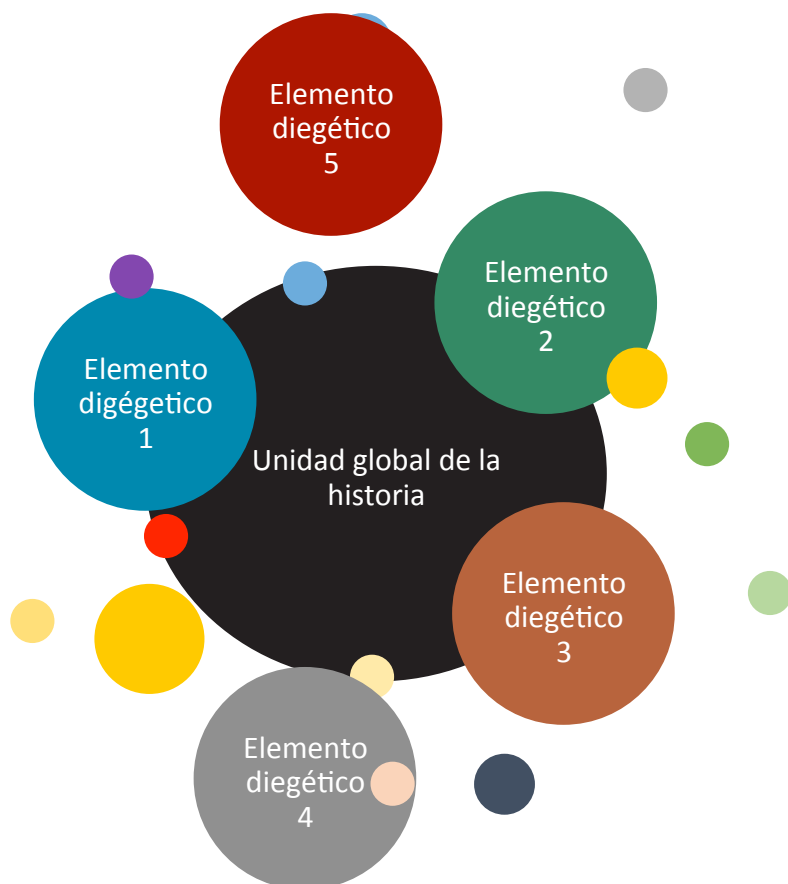 Elemento
diegético
5
Elemento
diegético
2
Elemento
digégetico
1
Unidad global de la
historia
Elemento
diegético
3
Elemento
diegético
4